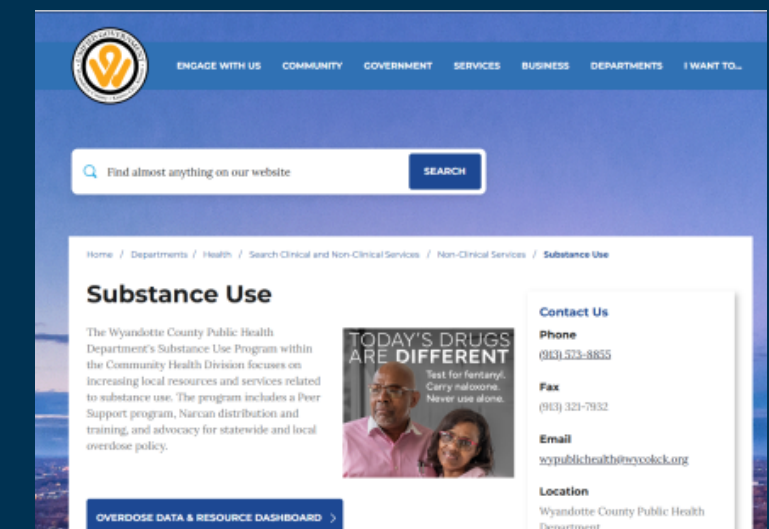 UNIFIED GOVERNMENT
ENGAGE WITH US COMMUNITY GOVERNMENT SERVICES BUSINESS DEPARTMENTS I WANT TO...
Find almost anything on our website
SEARCH
Home / Departments / Health / Search Clinical and Non-Clinical Services / Non-Clinical Services / Substance Use
Substance Use
The Wyandotte County Public Health
Department's Substance Use Program within
the Community Health Division focuses on
increasing local resources and services related
to substance use. The program includes a Peer
Support program, Narcan distribution and
training, and advocacy for statewide and local
overdose policy.
TODAY'S DRUGS
ARE DIFFERENT
Test for fentanyl.
Carry naloxone.
Never use alone.
OVERDOSE DATA & RESOURCE DASHBOARD
Contact Us
Phone
(913) 573-8855
Fax
(913) 321-7932
Email
wypublichealth@wycokck.org
Location
Wyandotte County Public Health
Department